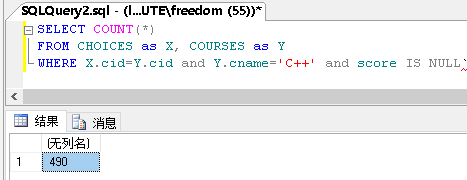 SQLQuery2.sql - (l...UTE\freedom (55))*
SELECT COUNT(*)
FROM CHOICES as X, COURSES as Y
WHERE X.cid=Y.cid and Y.cname='C++' and score IS NULL
结果 消息
(无列名)
1 490